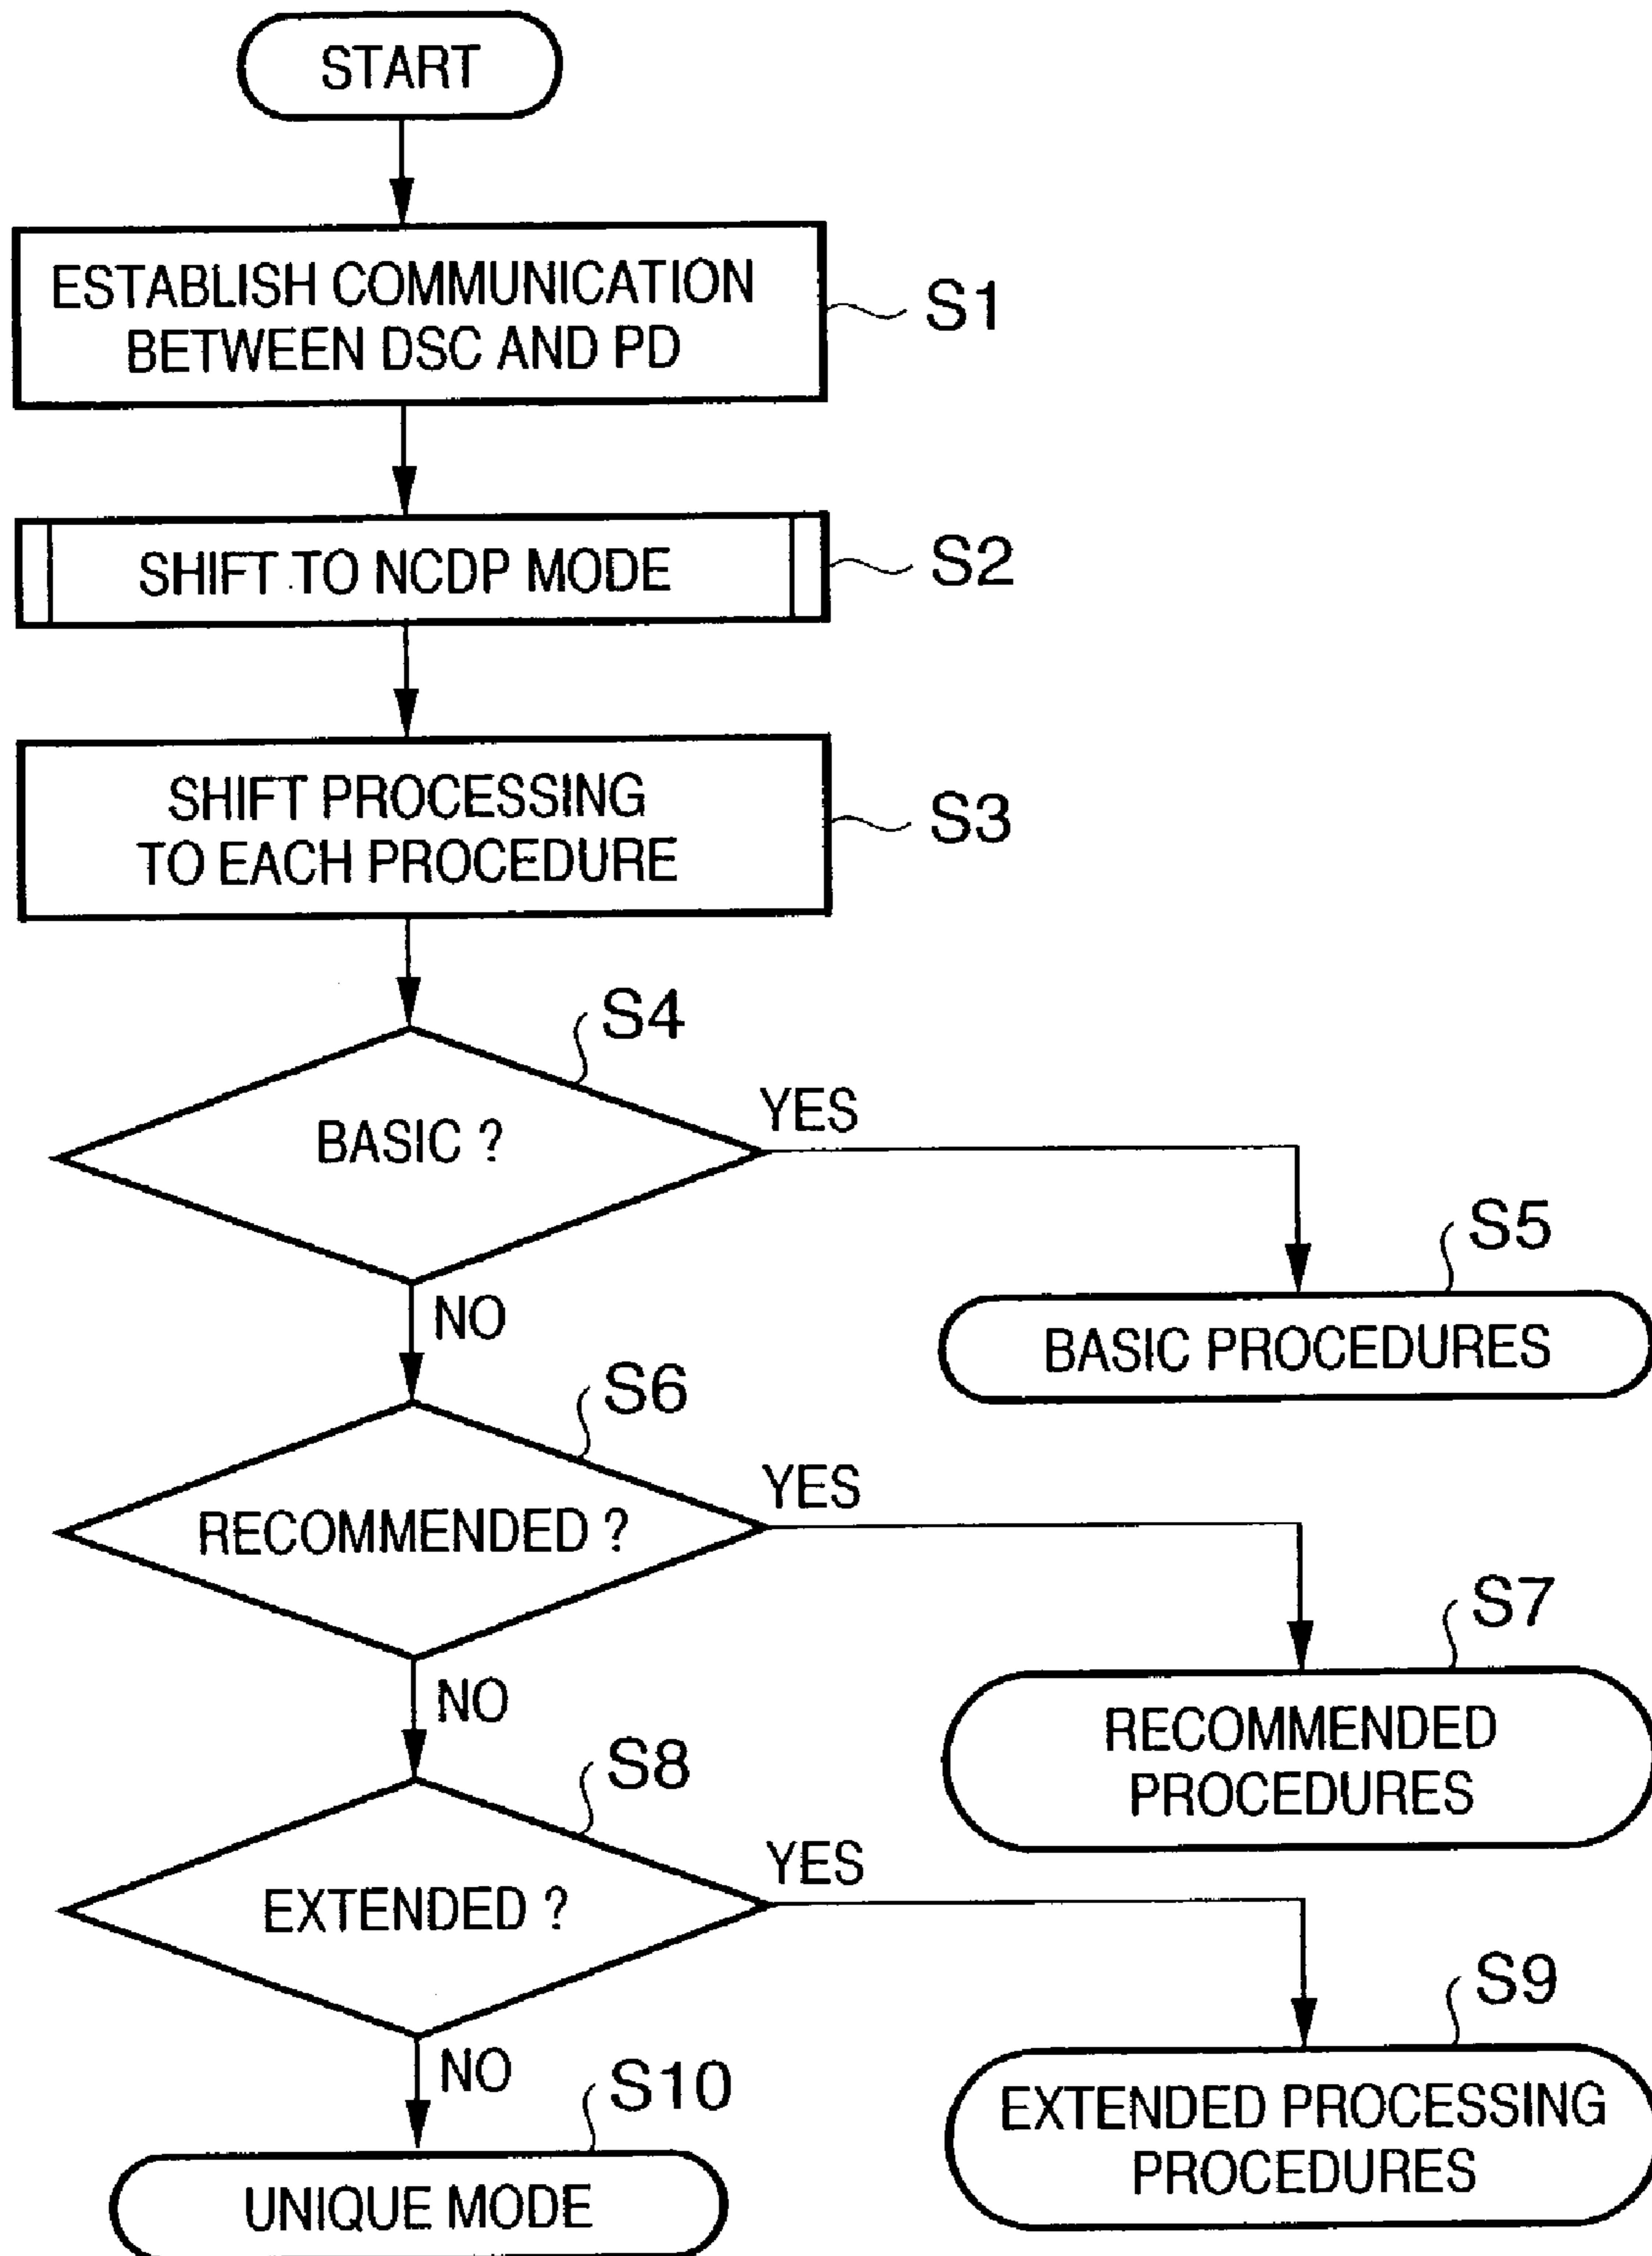 START
ESTABLISH COMMUNICATION
BETWEEN DSC AND PD
S1
SHIFT TO NCDP MODE
S2
SHIFT PROCESSING
TO EACH PROCEDURE
S3
S4
BASIC ?
YES
NO
S5
BASIC PROCEDURES
S6
RECOMMENDED ?
YES
NO
S7
RECOMMENDED
PROCEDURES
S8
EXTENDED ?
YES
NO
S9
EXTENDED PROCESSING
PROCEDURES
S10
UNIQUE MODE